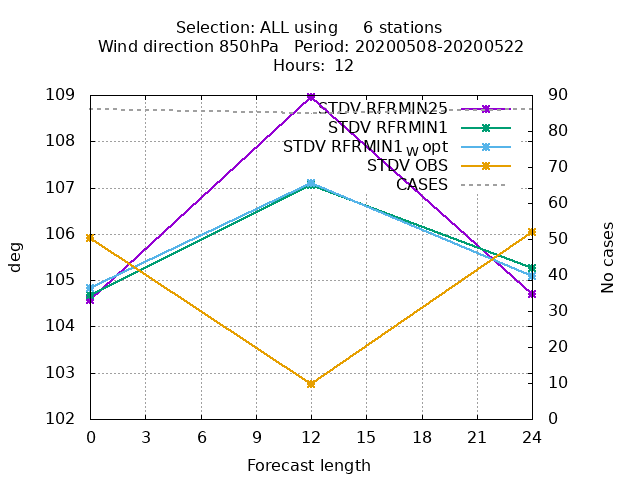 Selection: ALL using     6 stations
Wind direction 850hPa   Period: 20200508-20200522
Hours:  12
109
108
107
106
105
104
103
102
90
80
70
60
50
40
30
20
10
0
STDV RFRMIN25
STDV RFRMIN1
STDV RFRMIN1 w opt
STDV OBS
CASES
deg
No cases
0 3 6 9 12 15 18 21 24
Forecast length